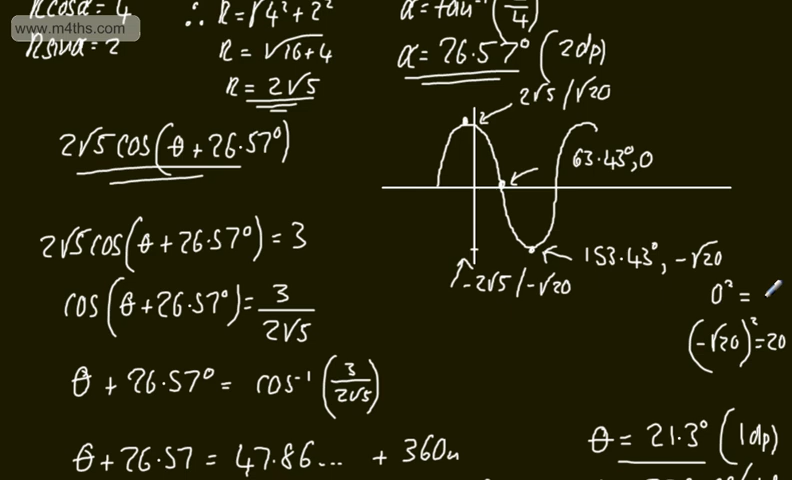 Rcosα = 4
www.m4ths.com
Rsinα = 2
∴ R = √4² + 2²
R = √16 + 4
R = 2√5
α = tan⁻¹(/4)
α = 26.57° (2dp)
2√5 cos(θ + 26.57°)
2√5 / √20
63.43°, 0
153.43°, -√20
-2√5 / -√20
2√5 cos(θ + 26.57°) = 3
cos(θ + 26.57°) = 3/2√5
θ + 26.57° = cos⁻¹(3/2√5)
θ + 26.57 = 47.86... + 360n
0² =
(-√20)² = 20
θ = 21.3° (1dp)